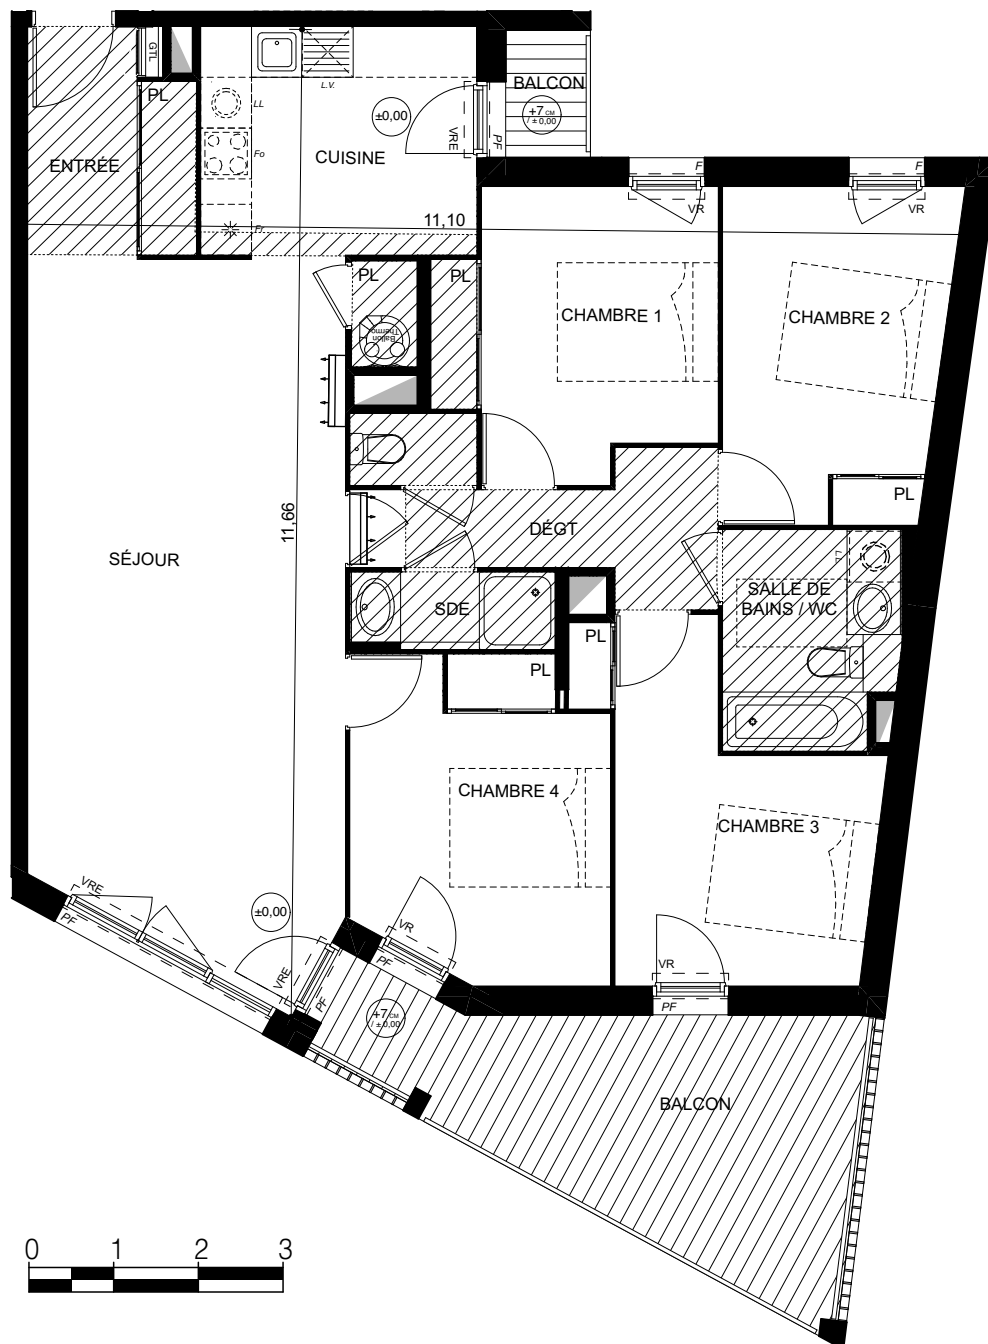 GTL
PL
L.V.
LL
±0,00
Fo
CUISINE
VRE
PF
BALCON
+7 CM
/ ± 0,00
ENTRÉE
Fr
11,10
F
VR
F
VR
PL
PL
Ballon
Thermo
CHAMBRE 1
CHAMBRE 2
PL
11,66
DÉGT
SÉJOUR
LL
SALLE DE
BAINS / WC
SDE
PL
PL
CHAMBRE 4
CHAMBRE 3
VRE
PF
±0,00
VRE
PF
VR
PF
VR
PF
+7 CM
/ ± 0,00
BALCON
0 1 2 3